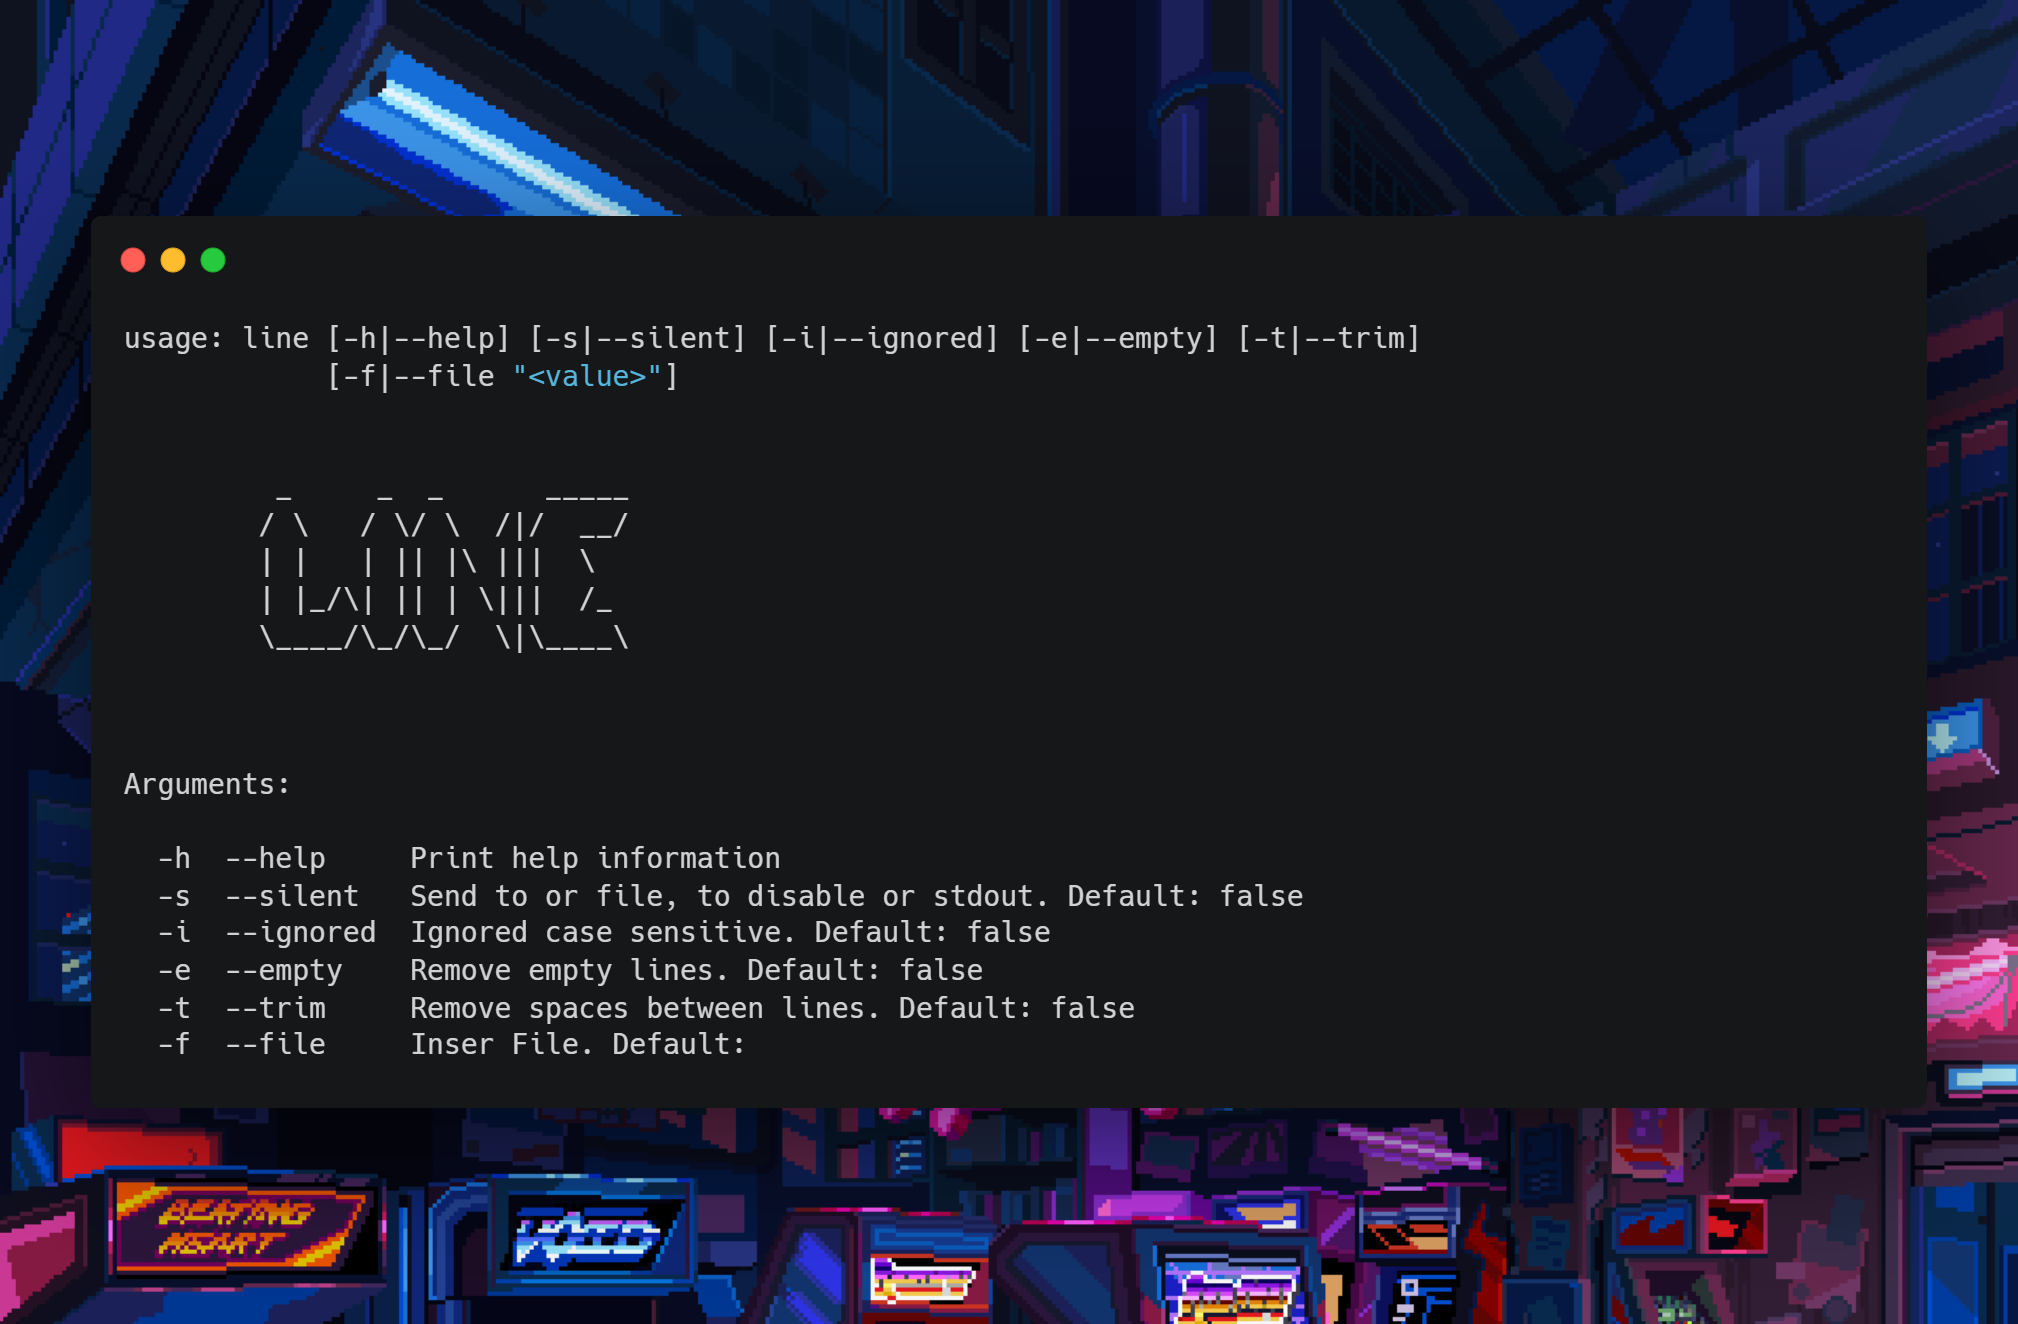 usage: line [-h|--help] [-s|--silent] [-i|--ignored] [-e|--empty] [-t|--trim]
            [-f|--file "<value>"]
         _     _  _      _____
        / \   / \/ \  /|/  __/
        | |   | || |\ |||  \
        | |_/\| || | \|||  /_
        \____/\_/\_/  \|\____\
Arguments:
  -h  --help     Print help information
  -s  --silent   Send to or file, to disable or stdout. Default: false
  -i  --ignored  Ignored case sensitive. Default: false
  -e  --empty    Remove empty lines. Default: false
  -t  --trim     Remove spaces between lines. Default: false
  -f  --file     Inser File. Default: